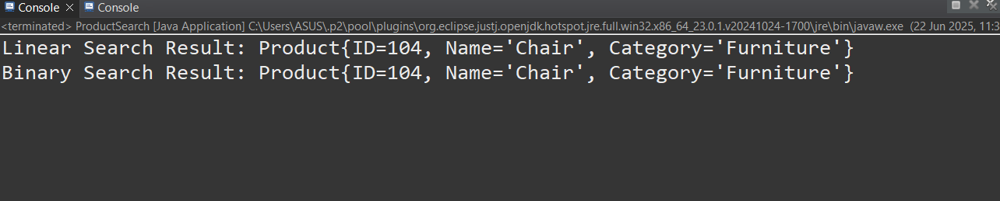 Console Console
<terminated> ProductSearch [Java Application] C:\Users\ASUS\.p2\pool\plugins\org.eclipse.justj.openjdk.hotspot.jre.full.win32.x86_64_23.0.1.v20241024-1700\jre\bin\javaw.exe (22 Jun 2025, 11:3
Linear Search Result: Product{ID=104, Name='Chair', Category='Furniture'}
Binary Search Result: Product{ID=104, Name='Chair', Category='Furniture'}